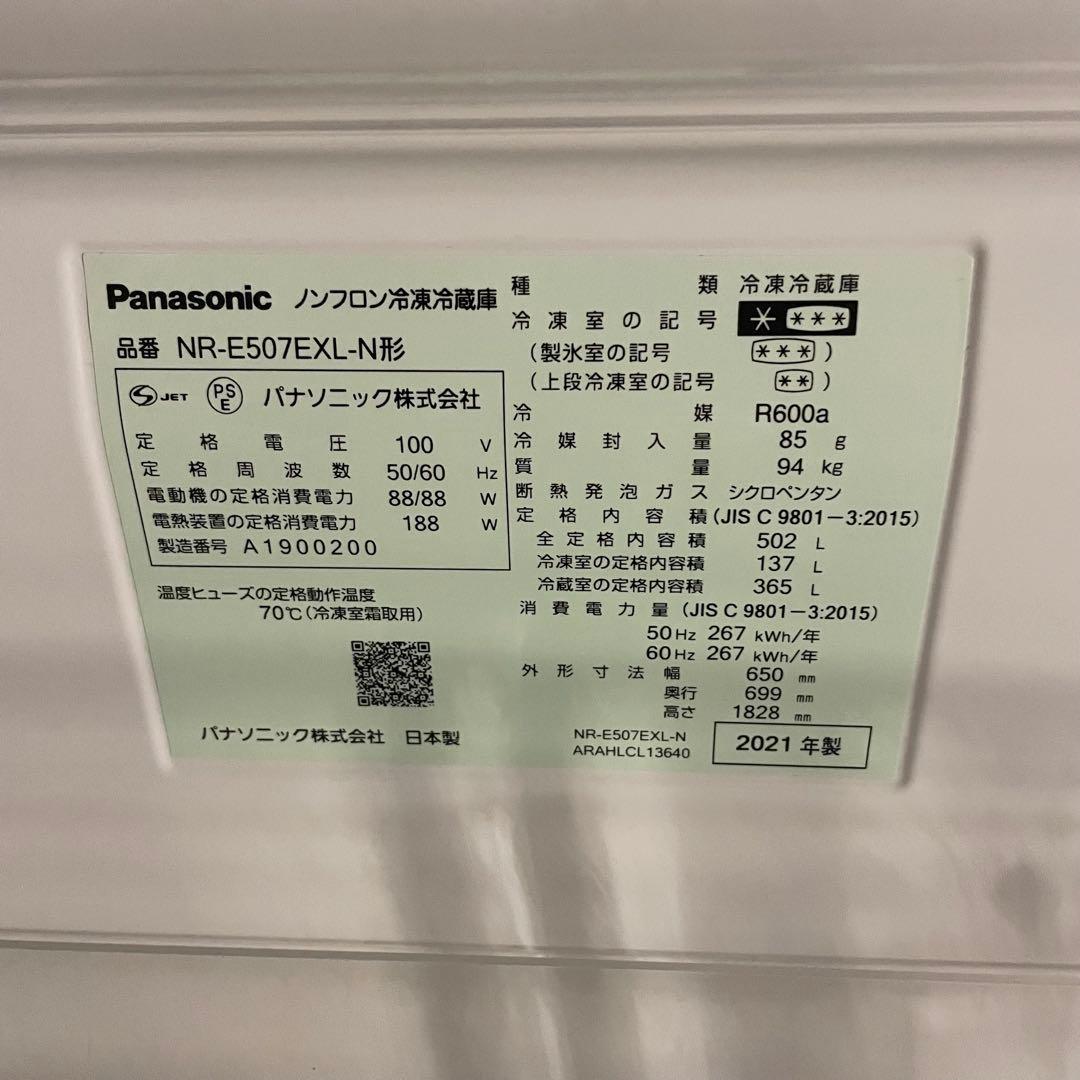 Panasonic ノンフロン冷凍冷蔵庫
品番 NR-E507EXL-N形
S JET PSE パナソニック株式会社
定格電圧 100 V
定格周波数 50/60 Hz
電動機の定格消費電力 88/88 W
電熱装置の定格消費電力 188 W
製造番号 A1900200
温度ヒューズの定格動作温度
70℃(冷凍室霜取用)
パナソニック株式会社 日本製
種類 冷凍冷蔵庫
冷凍室の記号 * ***
(製氷室の記号 ***)
(上段冷凍室の記号 **)
冷媒 R600a
冷媒封入量 85 g
質量 94 kg
断熱発泡ガス シクロペンタン
定格内容積(JIS C 9801-3:2015)
全定格内容積 502 L
冷凍室の定格内容積 137 L
冷蔵室の定格内容積 365 L
消費電力量(JIS C 9801-3:2015)
50Hz 267 kWh/年
60Hz 267 kWh/年
外形寸法 幅 650 mm
奥行 699 mm
高さ 1828 mm
NR-E507EXL-N
ARAHLCL13640
2021年製